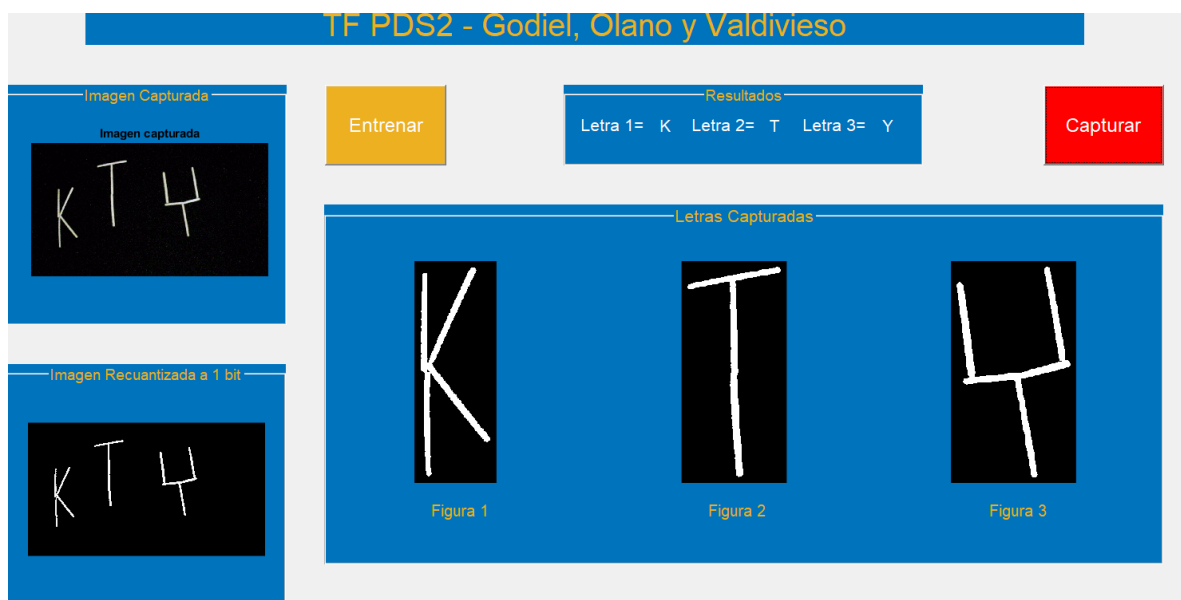 TF PDS2 - Godiel, Olano y Valdivieso
Imagen Capturada
Imagen capturada
K T Y
Imagen Recuantizada a 1 bit
K T Y
Entrenar
Resultados
Letra 1= K Letra 2= T Letra 3= Y
Capturar
Letras Capturadas
K T Y
Figura 1 Figura 2 Figura 3